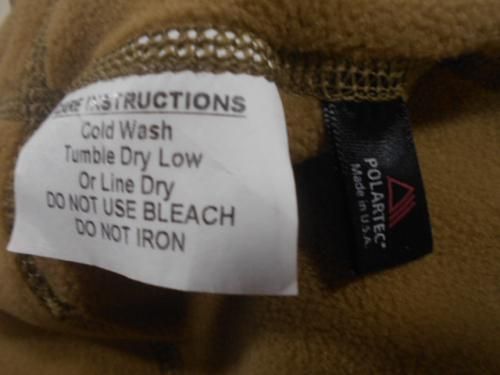 CARE INSTRUCTIONS
Cold Wash
Tumble Dry Low
Or Line Dry
DO NOT USE BLEACH
DO NOT IRON
POLARTEC®
Made in U.S.A.